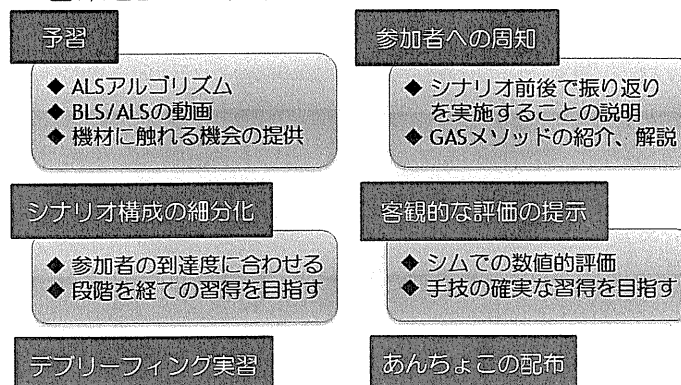 予習
◆ ALSアルゴリズム
◆ BLS/ALSの動画
◆ 機材に触れる機会の提供
参加者への周知
◆ シナリオ前後で振り返り
を実施することの説明
◆ GASメソッドの紹介、解説
シナリオ構成の細分化
◆ 参加者の到達度に合わせる
◆ 段階を経ての習得を目指す
客観的な評価の提示
◆ シムでの数値的評価
◆ 手技の確実な習得を目指す
デブリーフィング実習
あんちょこの配布